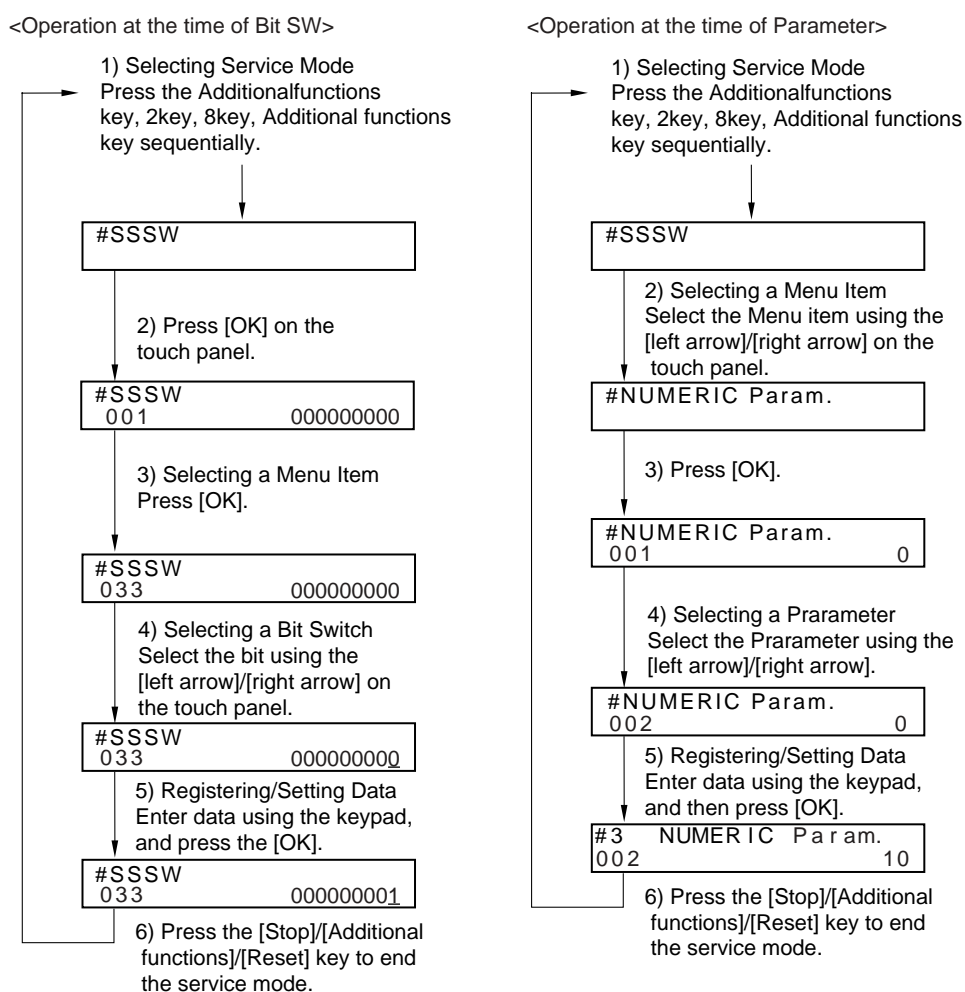 <Operation at the time of Bit SW>
1) Selecting Service Mode
Press the Additionalfunctions
key, 2key, 8key, Additional functions
key sequentially.
#SSSW
2) Press [OK] on the
touch panel.
#SSSW
001 000000000
3) Selecting a Menu Item
Press [OK].
#SSSW
033 000000000
4) Selecting a Bit Switch
Select the bit using the
[left arrow]/[right arrow] on
the touch panel.
#SSSW
033 000000000
5) Registering/Setting Data
Enter data using the keypad,
and press the [OK].
#SSSW
033 000000001
6) Press the [Stop]/[Additional
functions]/[Reset] key to end
the service mode.
<Operation at the time of Parameter>
1) Selecting Service Mode
Press the Additionalfunctions
key, 2key, 8key, Additional functions
key sequentially.
#SSSW
2) Selecting a Menu Item
Select the Menu item using the
[left arrow]/[right arrow] on the
touch panel.
#NUMERIC Param.
3) Press [OK].
#NUMERIC Param.
001 0
4) Selecting a Prarameter
Select the Prarameter using the
[left arrow]/[right arrow].
#NUMERIC Param.
002 0
5) Registering/Setting Data
Enter data using the keypad,
and then press [OK].
#3 NUMERIC Param.
002 10
6) Press the [Stop]/[Additional
functions]/[Reset] key to end
the service mode.